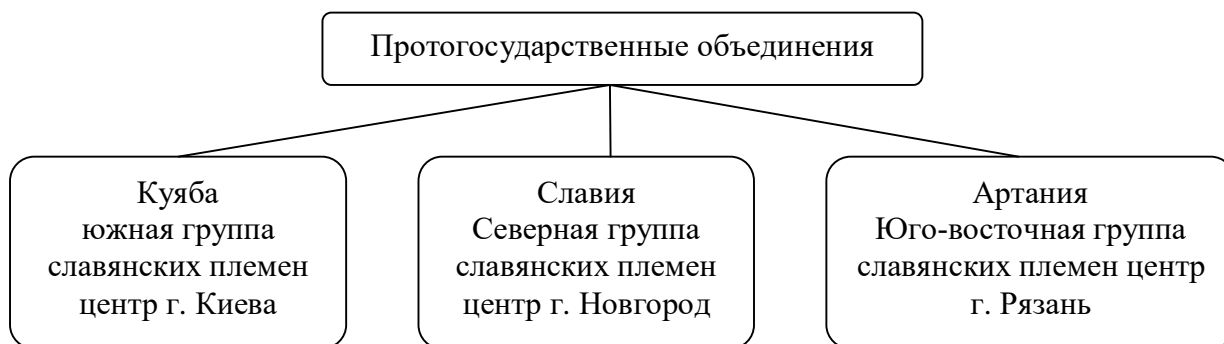 Протогосударственные объединения
Куяба
южная группа
славянских племен
центр г. Киева
Славия
Северная группа
славянских племен
центр г. Новгород
Артания
Юго-восточная группа
славянских племен центр
г. Рязань